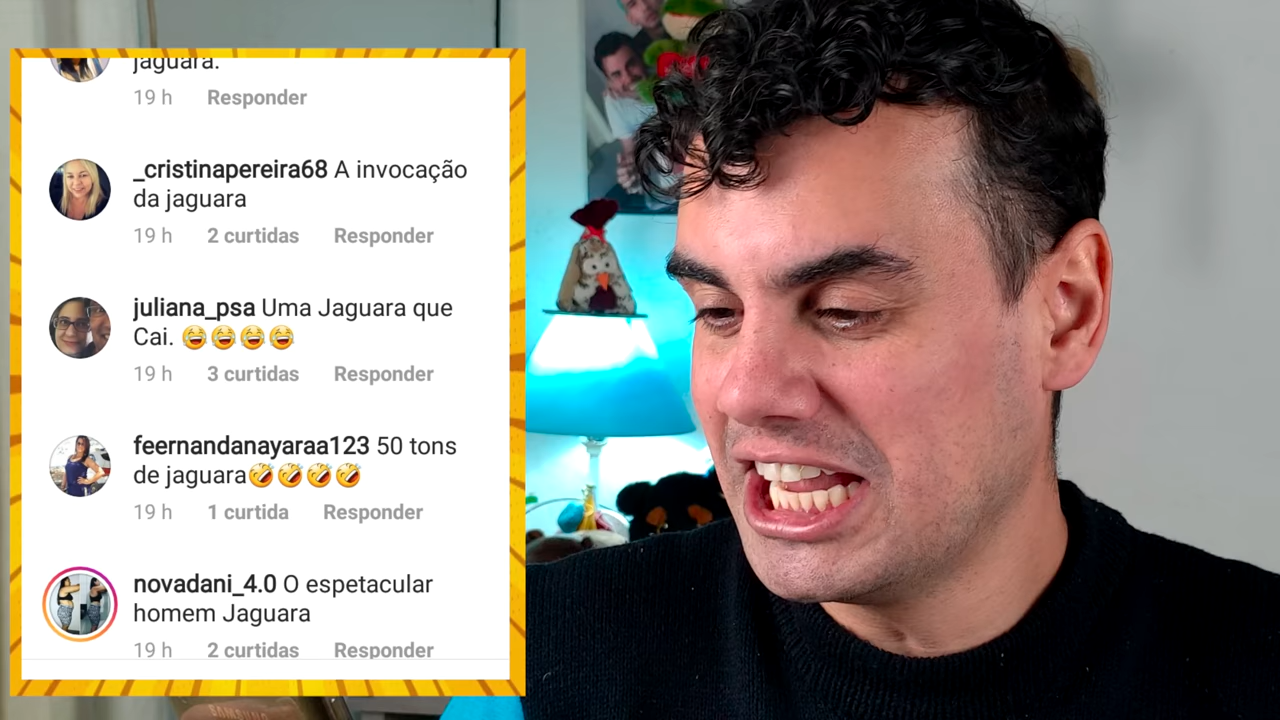 jaguara.
19 h Responder
_cristinapereira68 A invocação
da jaguara
19 h 2 curtidas Responder
juliana_psa Uma Jaguara que
Cai. 😂😂😂😂
19 h 3 curtidas Responder
feernandanayaraa123 50 tons
de jaguara🤣🤣🤣🤣
19 h 1 curtida Responder
novadani_4.0 O espetacular
homem Jaguara
19 h 2 curtidas Responder